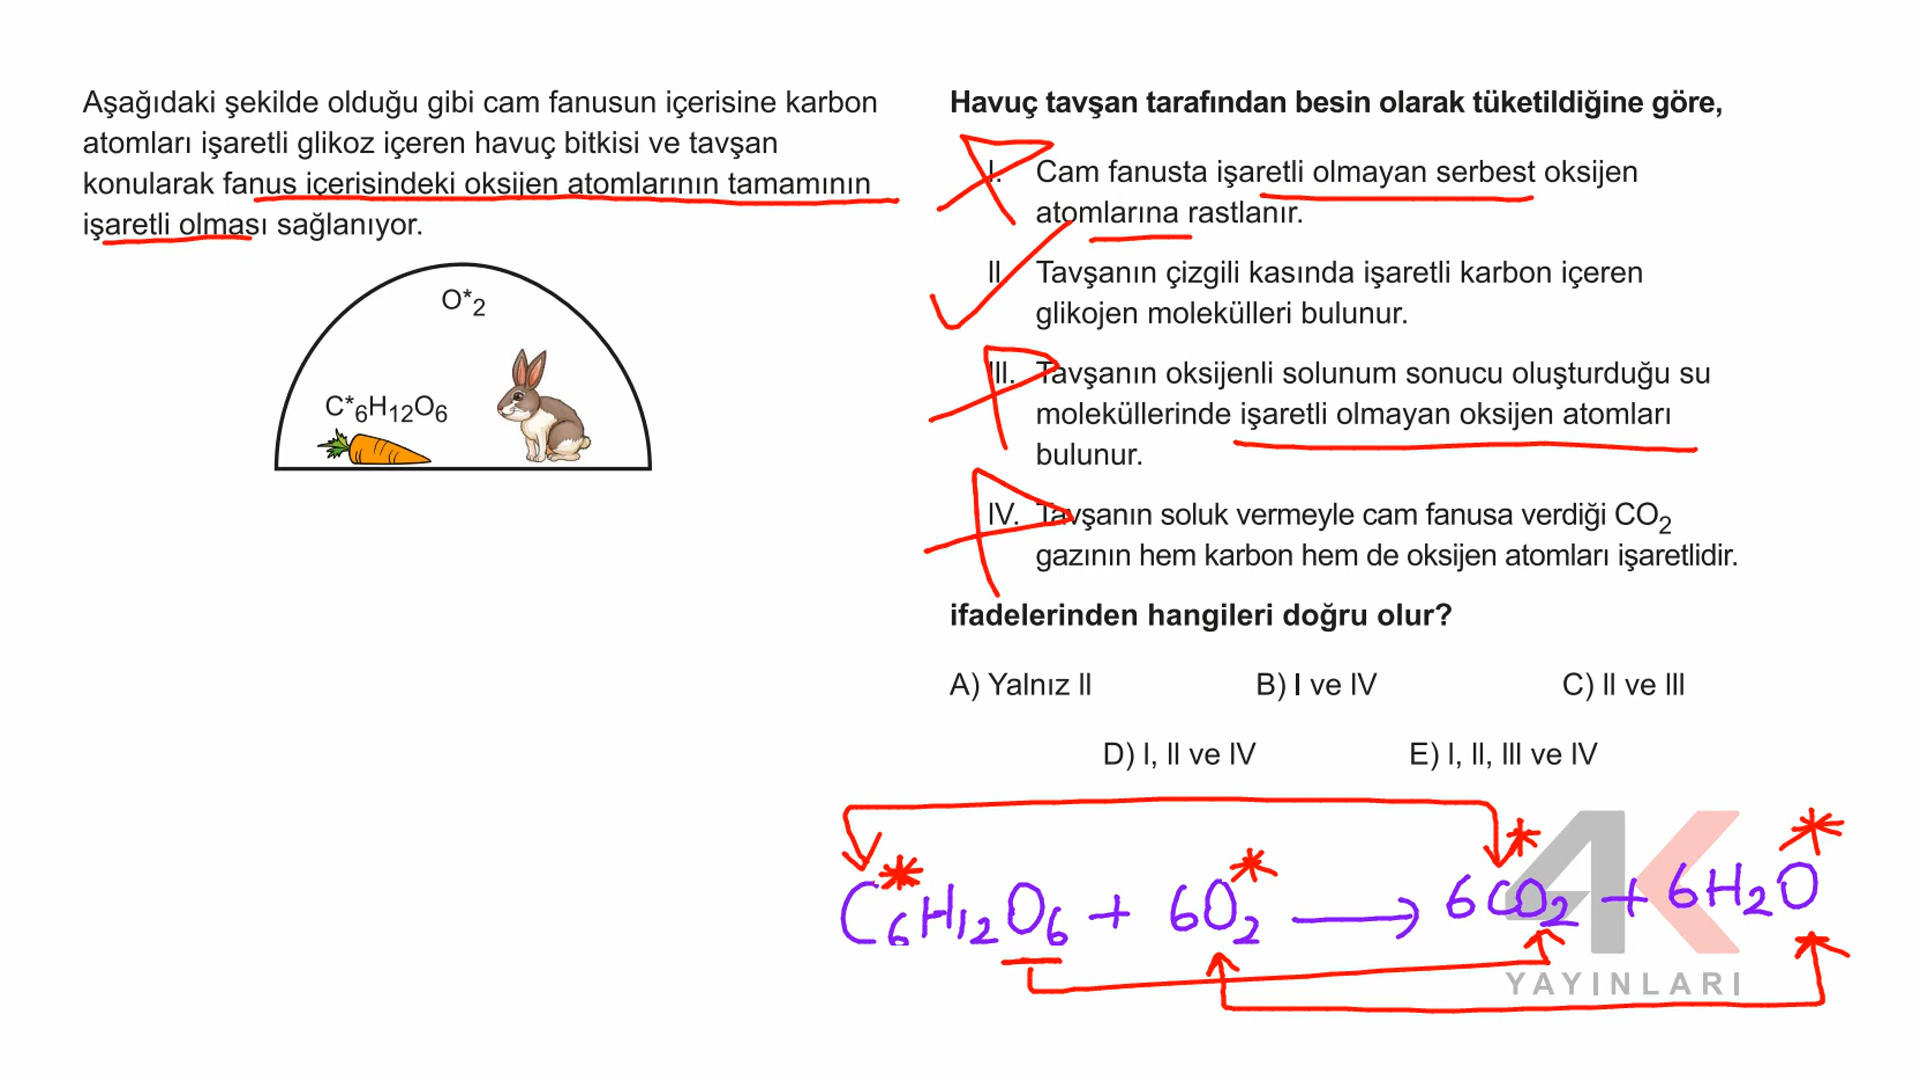 Aşağıdaki şekilde olduğu gibi cam fanusun içerisine karbon
atomları işaretli glikoz içeren havuç bitkisi ve tavşan
konularak fanus içerisindeki oksijen atomlarının tamamının
işaretli olması sağlanıyor.
O*2
C*6H12O6
Havuç tavşan tarafından besin olarak tüketildiğine göre,
I. Cam fanusta işaretli olmayan serbest oksijen
atomlarına rastlanır.
II. Tavşanın çizgili kasında işaretli karbon içeren
glikojen molekülleri bulunur.
III. Tavşanın oksijenli solunum sonucu oluşturduğu su
moleküllerinde işaretli olmayan oksijen atomları
bulunur.
IV. Tavşanın soluk vermeyle cam fanusa verdiği CO2
gazının hem karbon hem de oksijen atomları işaretlidir.
ifadelerinden hangileri doğru olur?
A) Yalnız II B) I ve IV C) II ve III
D) I, II ve IV E) I, II, III ve IV
C*6H12O6 + 6O2* → 6C*O2 + 6H2O*
4K
YAYINLARI